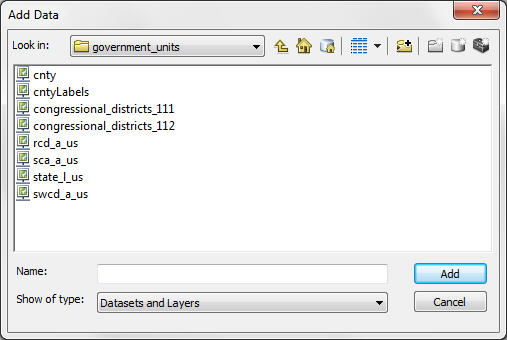 Add Data
Look in: government_units
cnty
cntyLabels
congressional_districts_111
congressional_districts_112
rcd_a_us
sca_a_us
state_l_us
swcd_a_us
Name: Add
Show of type: Datasets and Layers Cancel